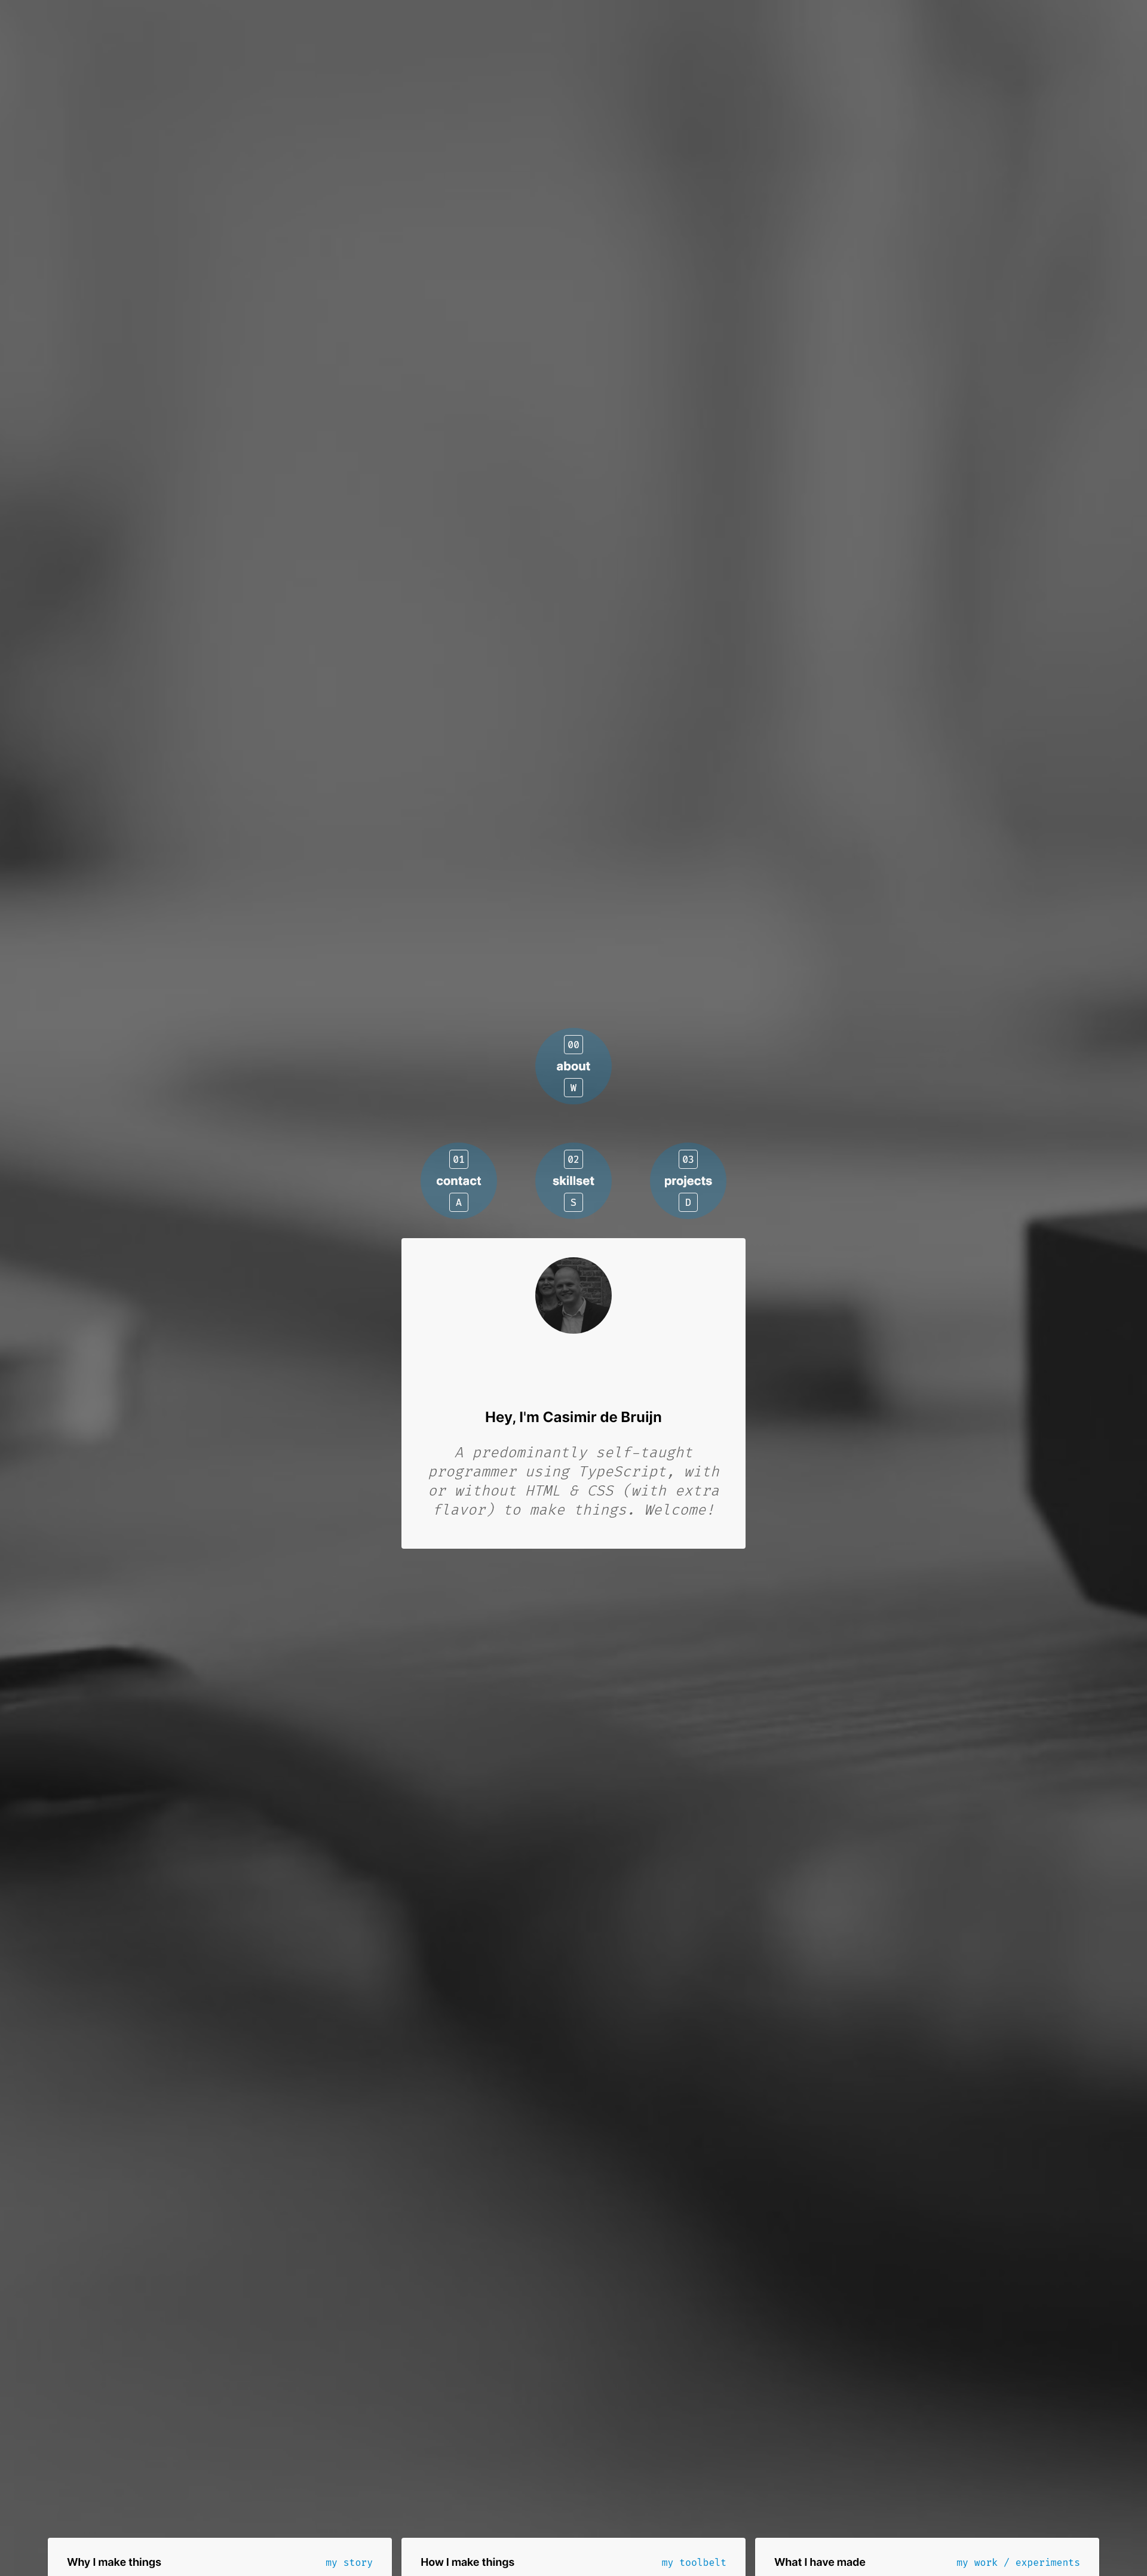 00
about
W
01
contact
A
02
skillset
S
03
projects
D
Hey, I'm Casimir de Bruijn
A predominantly self-taught
programmer using TypeScript, with
or without HTML & CSS (with extra
flavor) to make things. Welcome!
Why I make things
my story
How I make things
my toolbelt
What I have made
my work / experiments